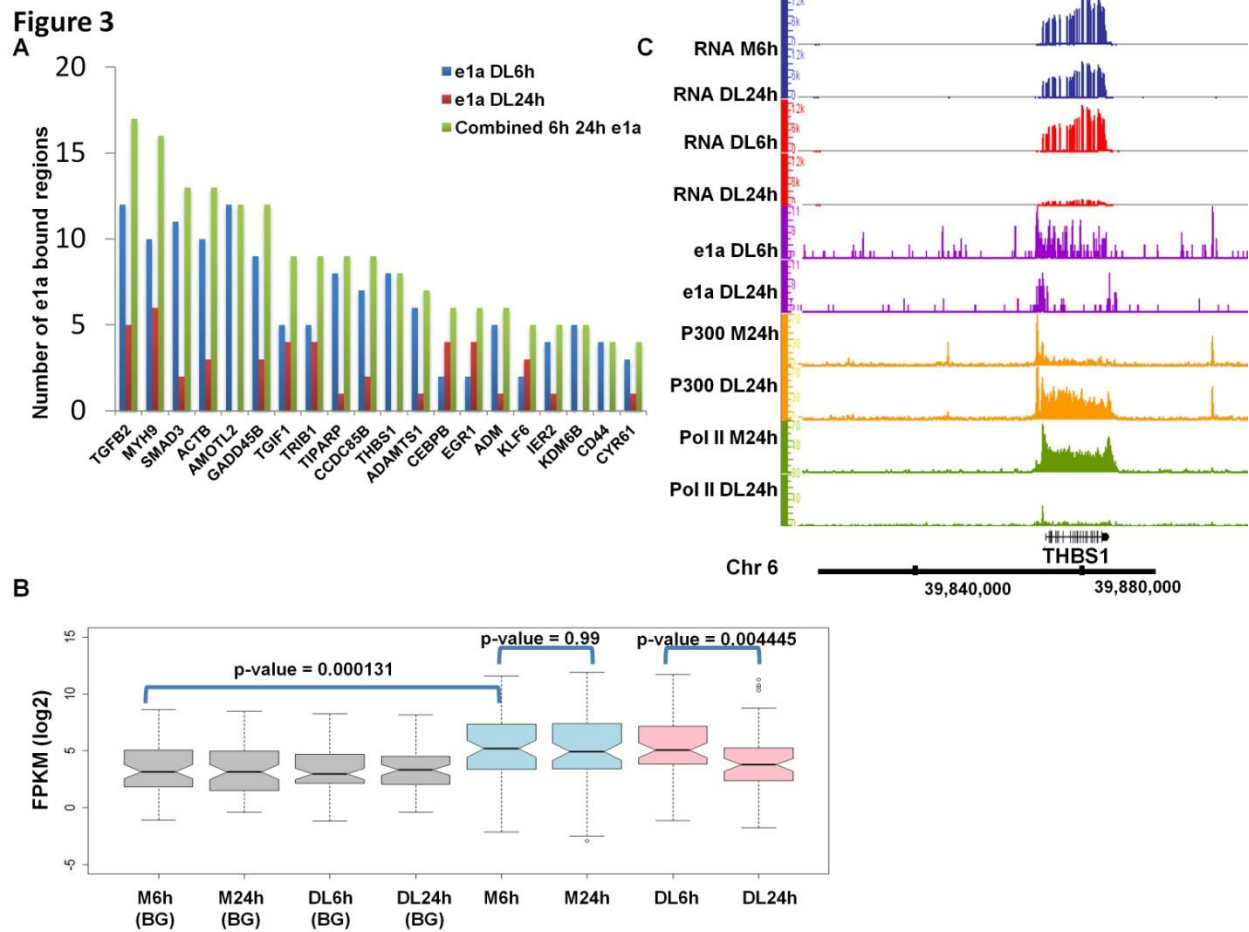 Figure 3
A
20
15
10
5
0
Number of e1a bound regions
e1a DL6h
e1a DL24h
Combined 6h 24h e1a
TGFB2
MYH9
SMAD3
ACTB
AMOTL2
GADD45B
TGIF1
TRIB1
TIPARP
CCDC85B
THBS1
ADAMTS1
CEBPB
EGR1
ADM
KLF6
IER2
KDM6B
CD44
CYR61
C
RNA M6h
RNA DL24h
RNA DL6h
RNA DL24h
e1a DL6h
e1a DL24h
P300 M24h
P300 DL24h
Pol II M24h
Pol II DL24h
THBS1
Chr 6
39,840,000
39,880,000
B
15
10
5
0
-5
FPKM (log2)
p-value = 0.000131
p-value = 0.99
p-value = 0.004445
M6h
(BG)
M24h
(BG)
DL6h
(BG)
DL24h
(BG)
M6h
M24h
DL6h
DL24h